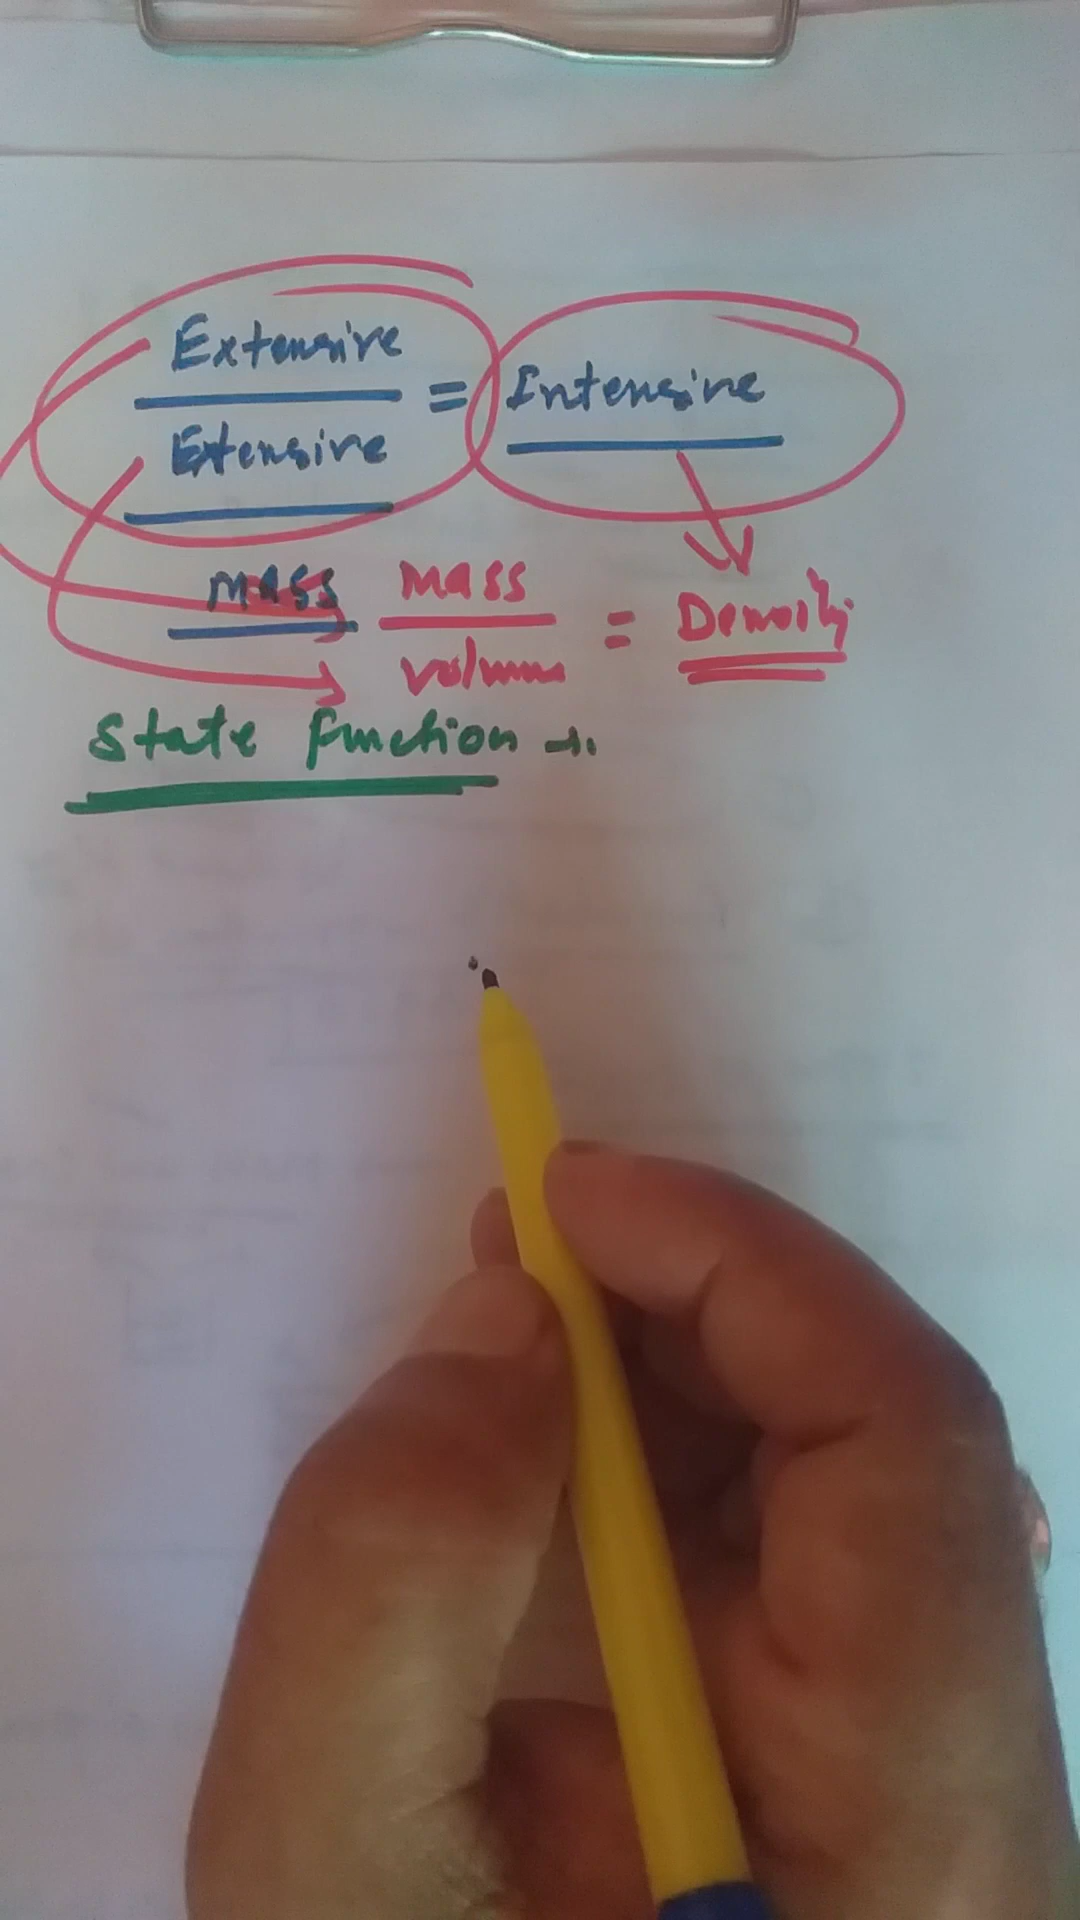 Extensive
Extensive = Intensive
mass mass
volume = Density
State function →: